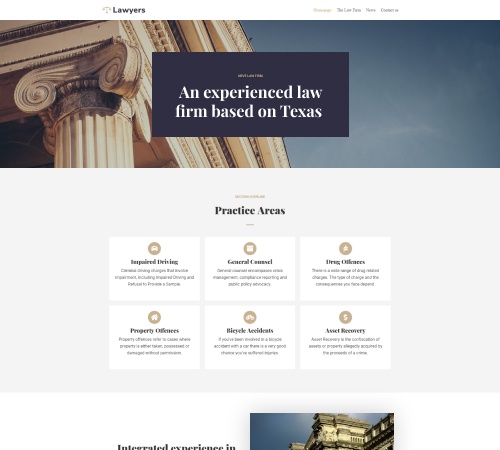 Lawyers
Homepage The Law Firm News Contact us
An experienced law
firm based on Texas
Practice Areas
Impaired Driving
Criminal driving charges that involve
impairment, including Impaired Driving and
Refusal to Provide a Sample.
General Counsel
General counsel encompasses crisis
management, compliance reporting and
public policy advocacy.
Drug Offences
There is a wide range of drug related
charges. The type of charge and the
consequences you face depend.
Property Offences
Property offences refer to cases where
property is either taken, possessed or
damaged without permission.
Bicycle Accidents
If you've been involved in a bicycle
accident with a car there is a very good
chance you've suffered injuries.
Asset Recovery
Asset Recovery is the confiscation of
assets or property allegedly acquired by
the proceeds of a crime.
Integrated experience in